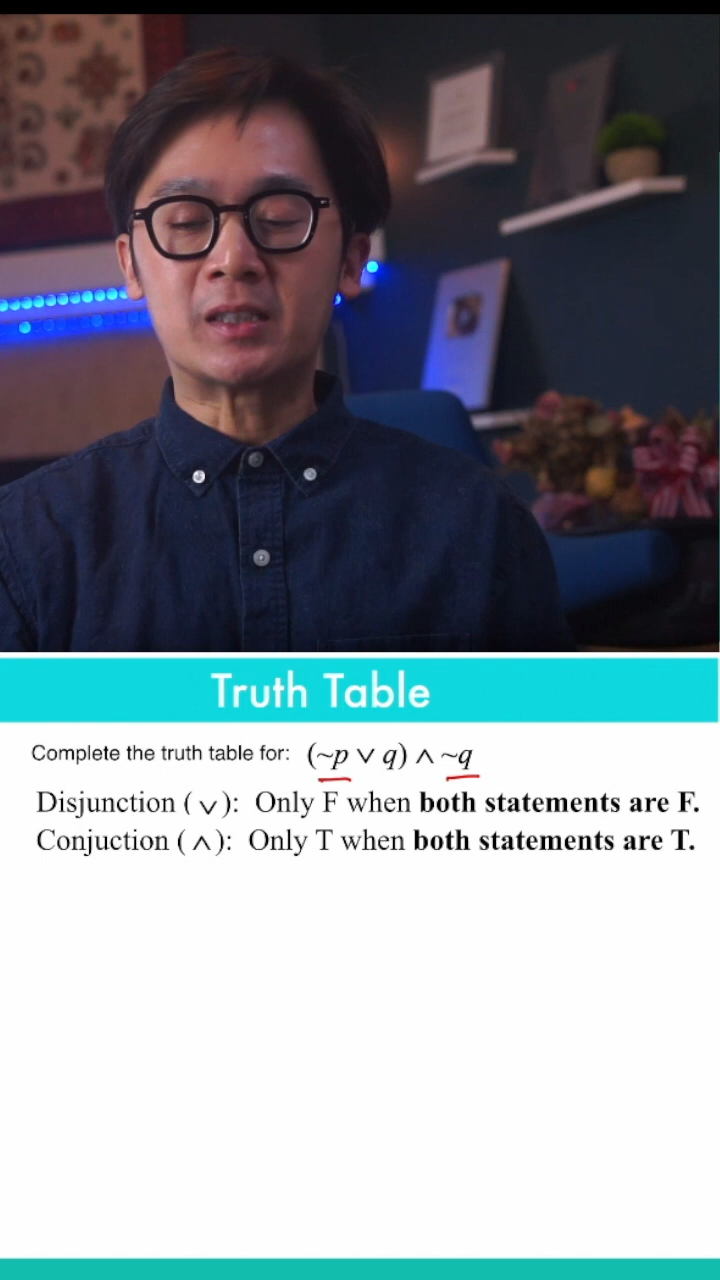 Truth Table
Complete the truth table for: (~p ∨ q) ∧ ~q
Disjunction ( ∨ ): Only F when both statements are F.
Conjuction ( ∧ ): Only T when both statements are T.